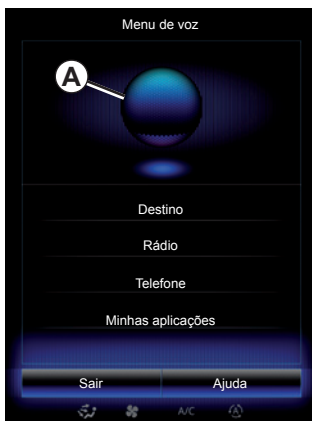 Menu de voz
A
Destino
Rádio
Telefone
Minhas aplicações
Sair Ajuda
A/C A